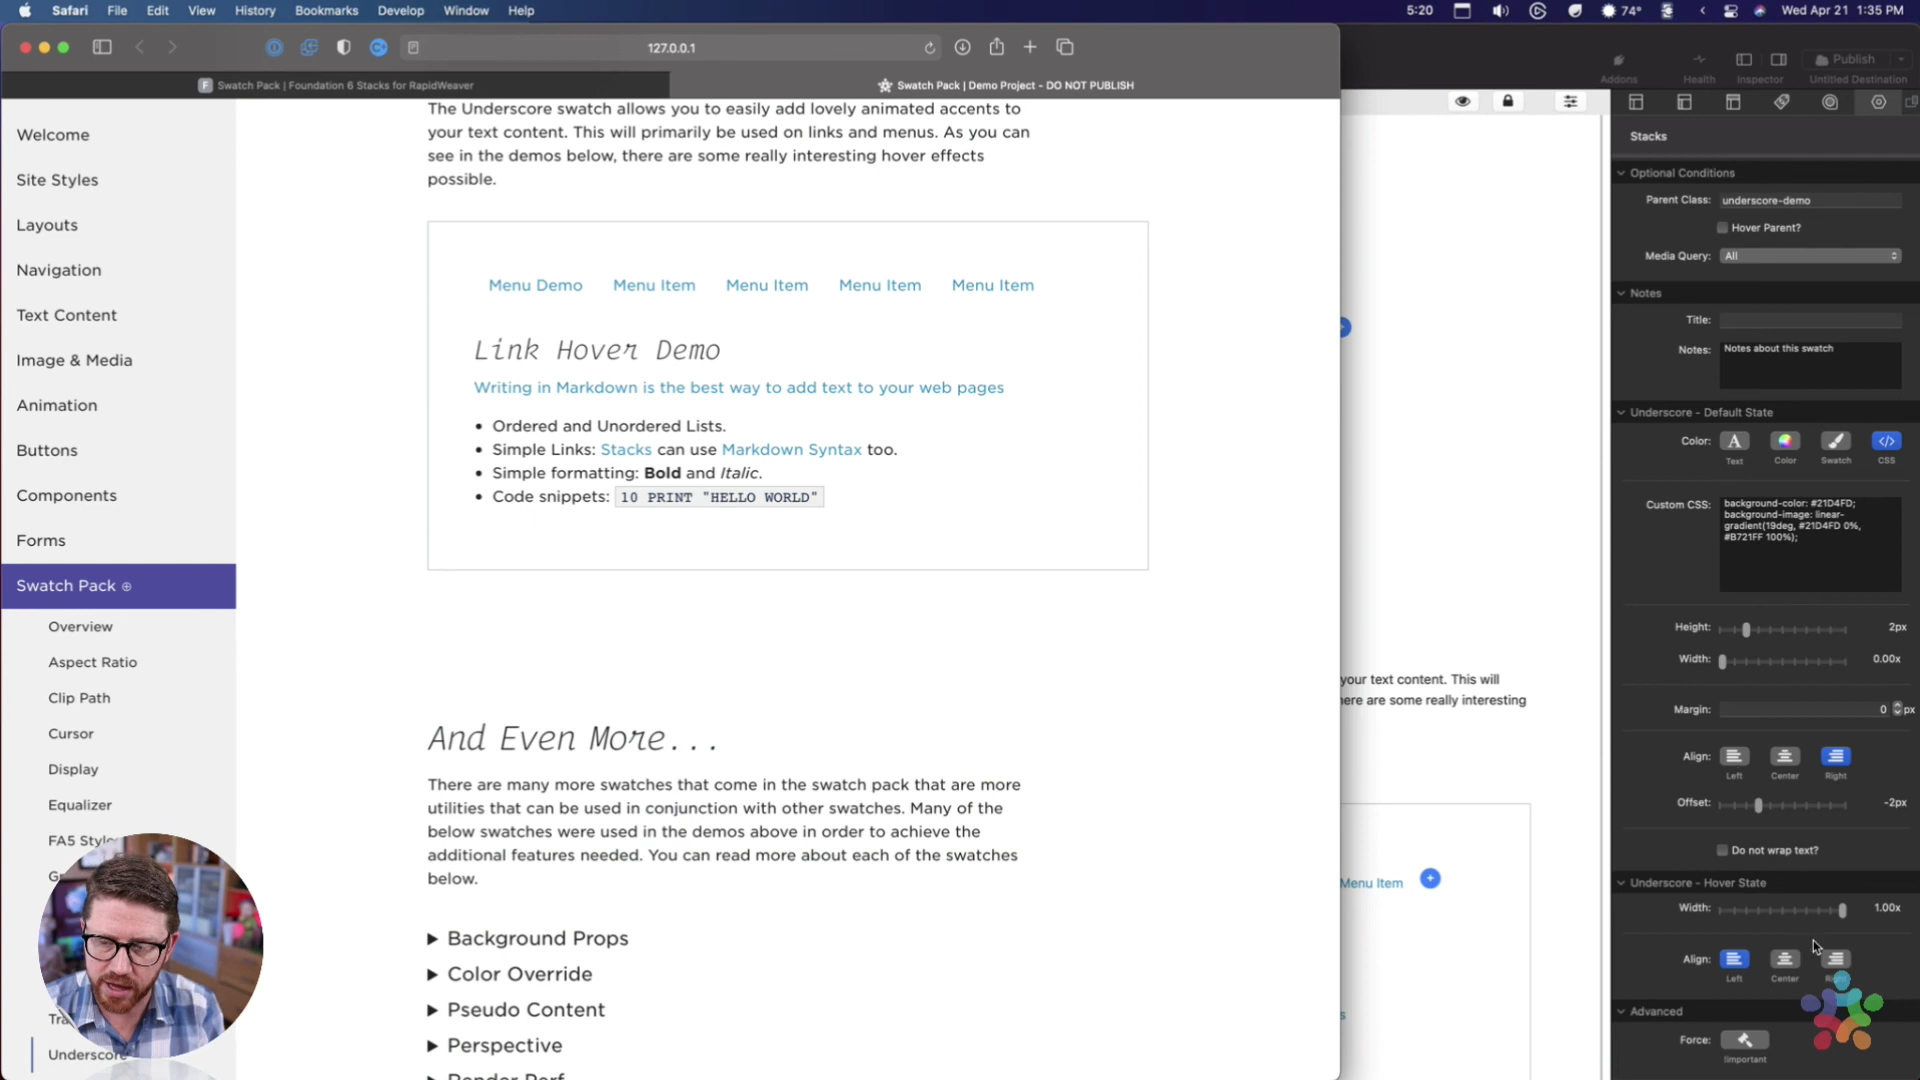 Safari File Edit View History Bookmarks Develop Window Help
5:20 74° Wed Apr 21 1:35 PM
127.0.0.1
Swatch Pack | Foundation 6 Stacks for RapidWeaver
Swatch Pack | Demo Project - DO NOT PUBLISH
Welcome
Site Styles
Layouts
Navigation
Text Content
Image & Media
Animation
Buttons
Components
Forms
Swatch Pack
Overview
Aspect Ratio
Clip Path
Cursor
Display
Equalizer
FA5 Style
Underscore
The Underscore swatch allows you to easily add lovely animated accents to
your text content. This will primarily be used on links and menus. As you can
see in the demos below, there are some really interesting hover effects
possible.
Menu Demo Menu Item Menu Item Menu Item Menu Item
Link Hover Demo
Writing in Markdown is the best way to add text to your web pages
• Ordered and Unordered Lists.
• Simple Links: Stacks can use Markdown Syntax too.
• Simple formatting: Bold and Italic.
• Code snippets: 10 PRINT "HELLO WORLD"
And Even More...
There are many more swatches that come in the swatch pack that are more
utilities that can be used in conjunction with other swatches. Many of the
below swatches were used in the demos above in order to achieve the
additional features needed. You can read more about each of the swatches
below.
Background Props
Color Override
Pseudo Content
Perspective
Render Perf
your text content. This will
here are some really interesting
Menu Item
Addons Health Inspector Publish
Untitled Destination
Stacks
Optional Conditions
Parent Class: underscore-demo
Hover Parent?
Media Query: All
Notes
Title:
Notes: Notes about this swatch
Underscore - Default State
Color: Text Color Swatch CSS
Custom CSS: background-color: #21D4FD;
background-image: linear-
gradient(19deg, #21D4FD 0%,
#B721FF 100%);
Height: 2px
Width: 0.00x
Margin: 0 px
Align: Left Center Right
Offset: -2px
Do not wrap text?
Underscore - Hover State
Width: 1.00x
Align: Left Center Right
Advanced
Force: !important